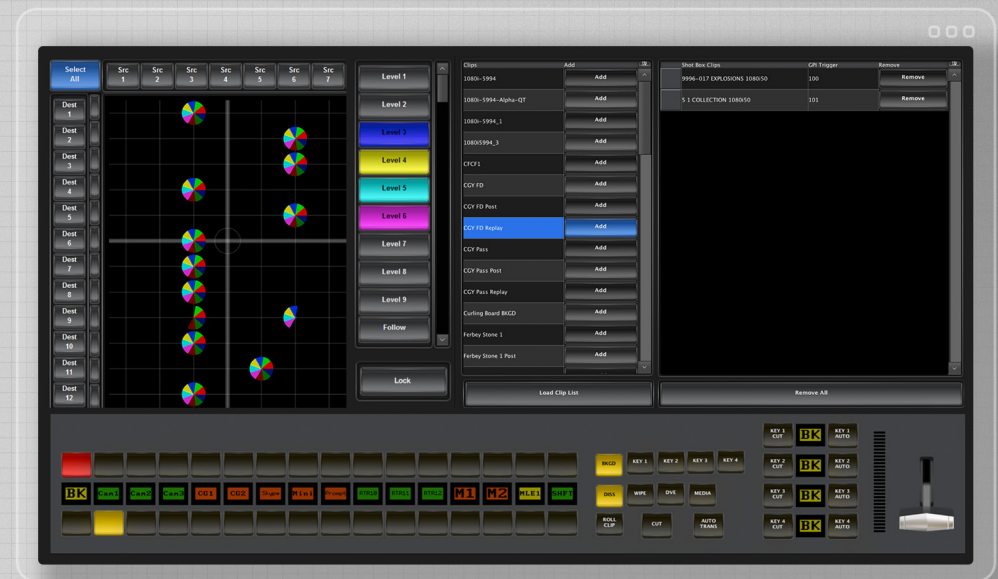 Select All
Src 1
Src 2
Src 3
Src 4
Src 5
Src 6
Src 7
Dest 1
Dest 2
Dest 3
Dest 4
Dest 5
Dest 6
Dest 7
Dest 8
Dest 9
Dest 10
Dest 11
Dest 12
Level 1
Level 2
Level 3
Level 4
Level 5
Level 6
Level 7
Level 8
Level 9
Follow
Lock
Clips Add
1080i-5994 Add
1080i-5994-Alpha-QT Add
1080i-5994_1 Add
1080i5994_3 Add
CFCF1 Add
CGY FD Add
CGY FD Post Add
CGY FD Replay Add
CGY Pass Add
CGY Pass Post Add
CGY Pass Replay Add
Curling Board BKGD Add
Ferbey Stone 1 Add
Ferbey Stone 1 Post Add
Load Clip List
Shot Box Clips GPI Trigger Remove
9996-017 EXPLOSIONS 1080i50 100 Remove
5 1 COLLECTION 1080i50 101 Remove
Remove All
BK Cam1 Cam2 Cam3 CG1 CG2 Skype Mini Prompt RTR10 RTR11 RTR12 M1 M2 MLE1 SHFT
BKGD KEY 1 KEY 2 KEY 3 KEY 4
DISS WIPE DVE MEDIA
ROLL CLIP CUT AUTO TRANS
KEY 1 CUT BK KEY 1 AUTO
KEY 2 CUT BK KEY 2 AUTO
KEY 3 CUT BK KEY 3 AUTO
KEY 4 CUT BK KEY 4 AUTO